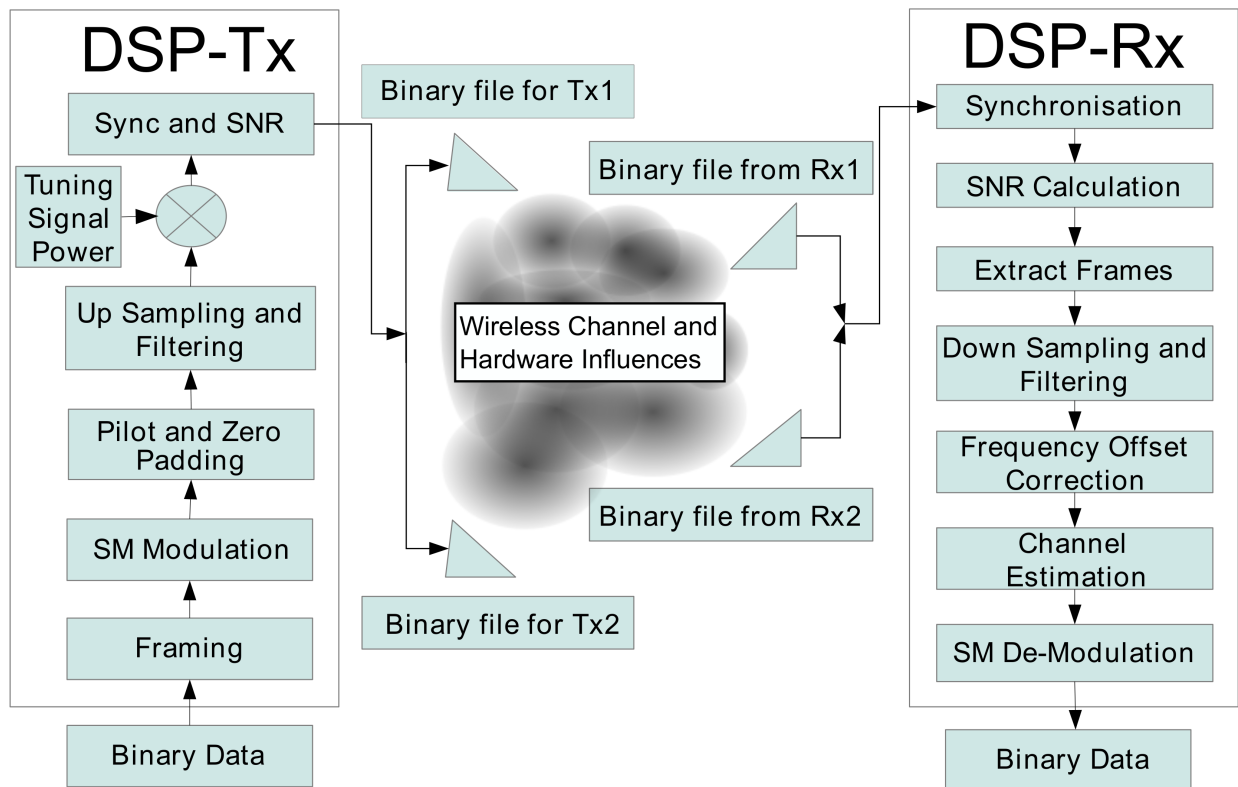 DSP-Tx
Sync and SNR
Tuning
Signal
Power
Up Sampling and
Filtering
Pilot and Zero
Padding
SM Modulation
Framing
Binary Data
Binary file for Tx1
Binary file from Rx1
Wireless Channel and
Hardware Influences
Binary file from Rx2
Binary file for Tx2
DSP-Rx
Synchronisation
SNR Calculation
Extract Frames
Down Sampling and
Filtering
Frequency Offset
Correction
Channel
Estimation
SM De-Modulation
Binary Data